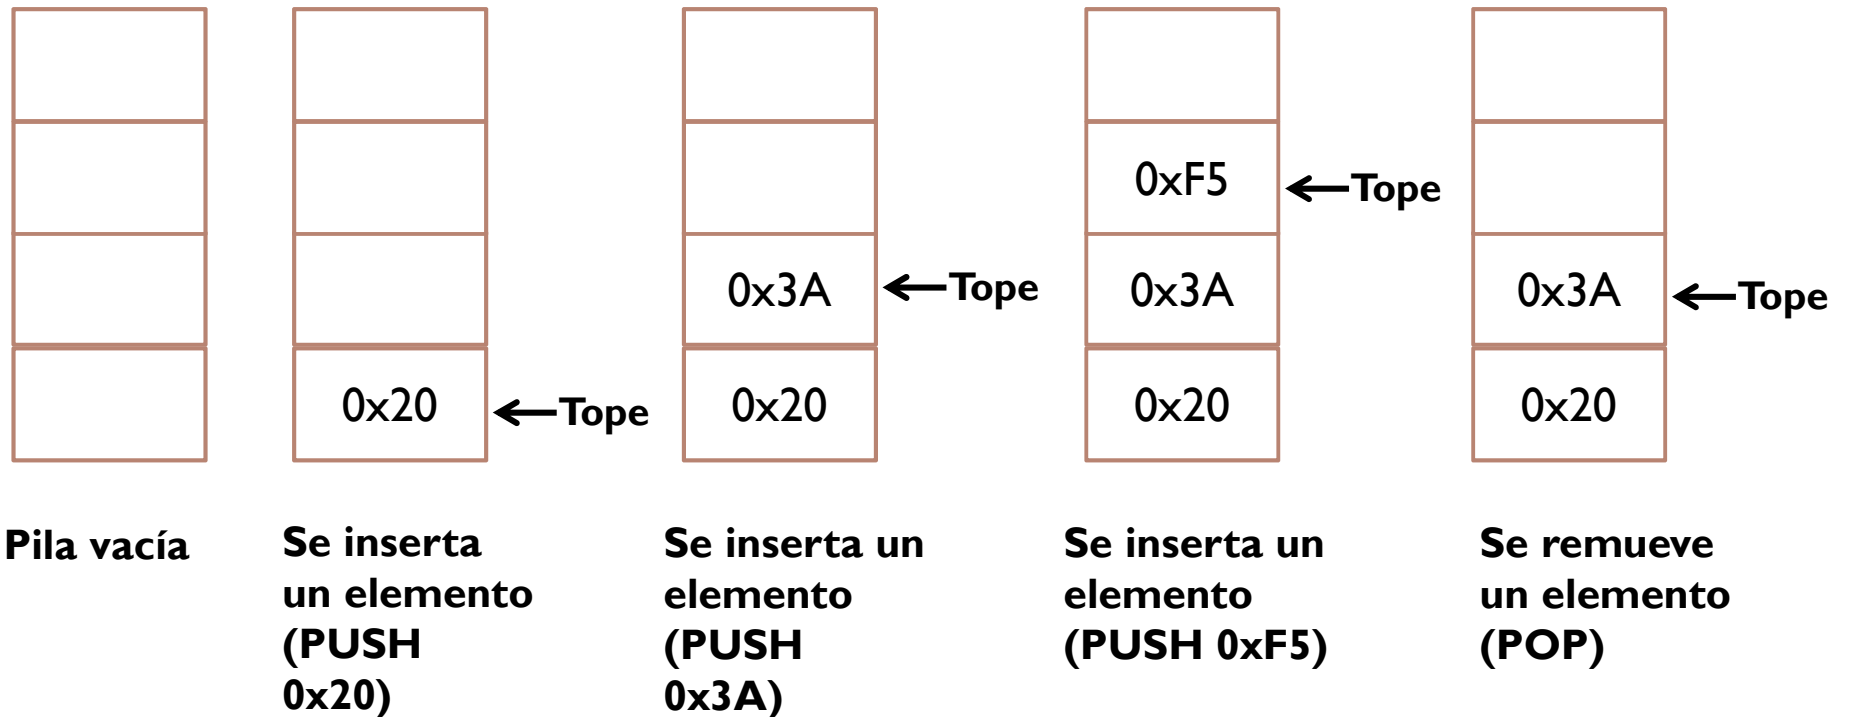 0xF5
Tope
0x3A
Tope
0x3A
0x3A
Tope
0x20
Tope
0x20
0x20
0x20
Pila vacía
Se inserta
un elemento
(PUSH
0x20)
Se inserta un
elemento
(PUSH
0x3A)
Se inserta un
elemento
(PUSH 0xF5)
Se remueve
un elemento
(POP)